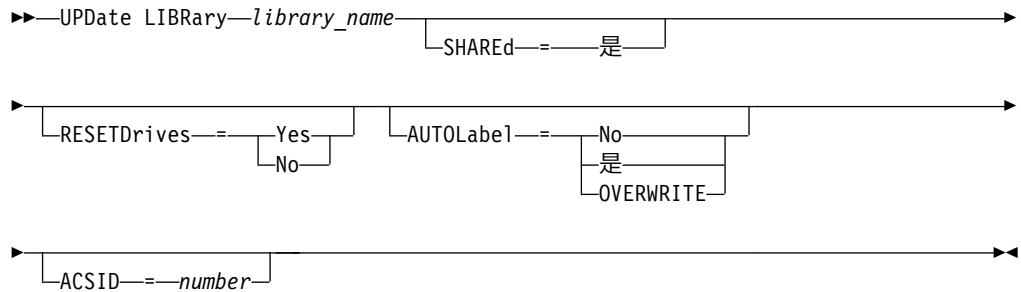 UPDate LIBRary library_name
SHAREd = 是
RESETDrives = Yes
No
AUTOLabel = No
是
OVERWRITE
ACSID = number